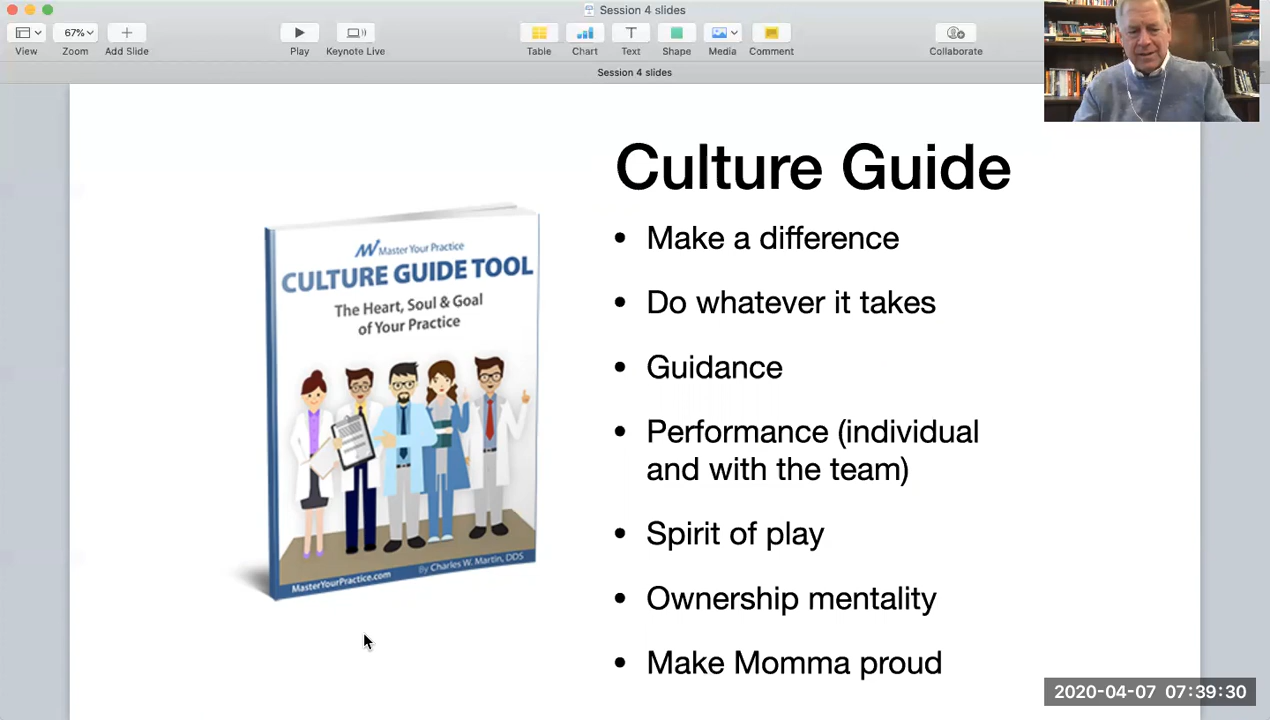 Session 4 slides
67%
View
Zoom
Add Slide
Play
Keynote Live
Table
Chart
Text
Shape
Media
Comment
Collaborate
Session 4 slides
Culture Guide
• Make a difference
• Do whatever it takes
• Guidance
• Performance (individual
and with the team)
• Spirit of play
• Ownership mentality
• Make Momma proud
Master Your Practice
CULTURE GUIDE TOOL
The Heart, Soul & Goal
of Your Practice
MasterYourPractice.com
By Charles W. Martin, DDS
2020-04-07 07:39:30